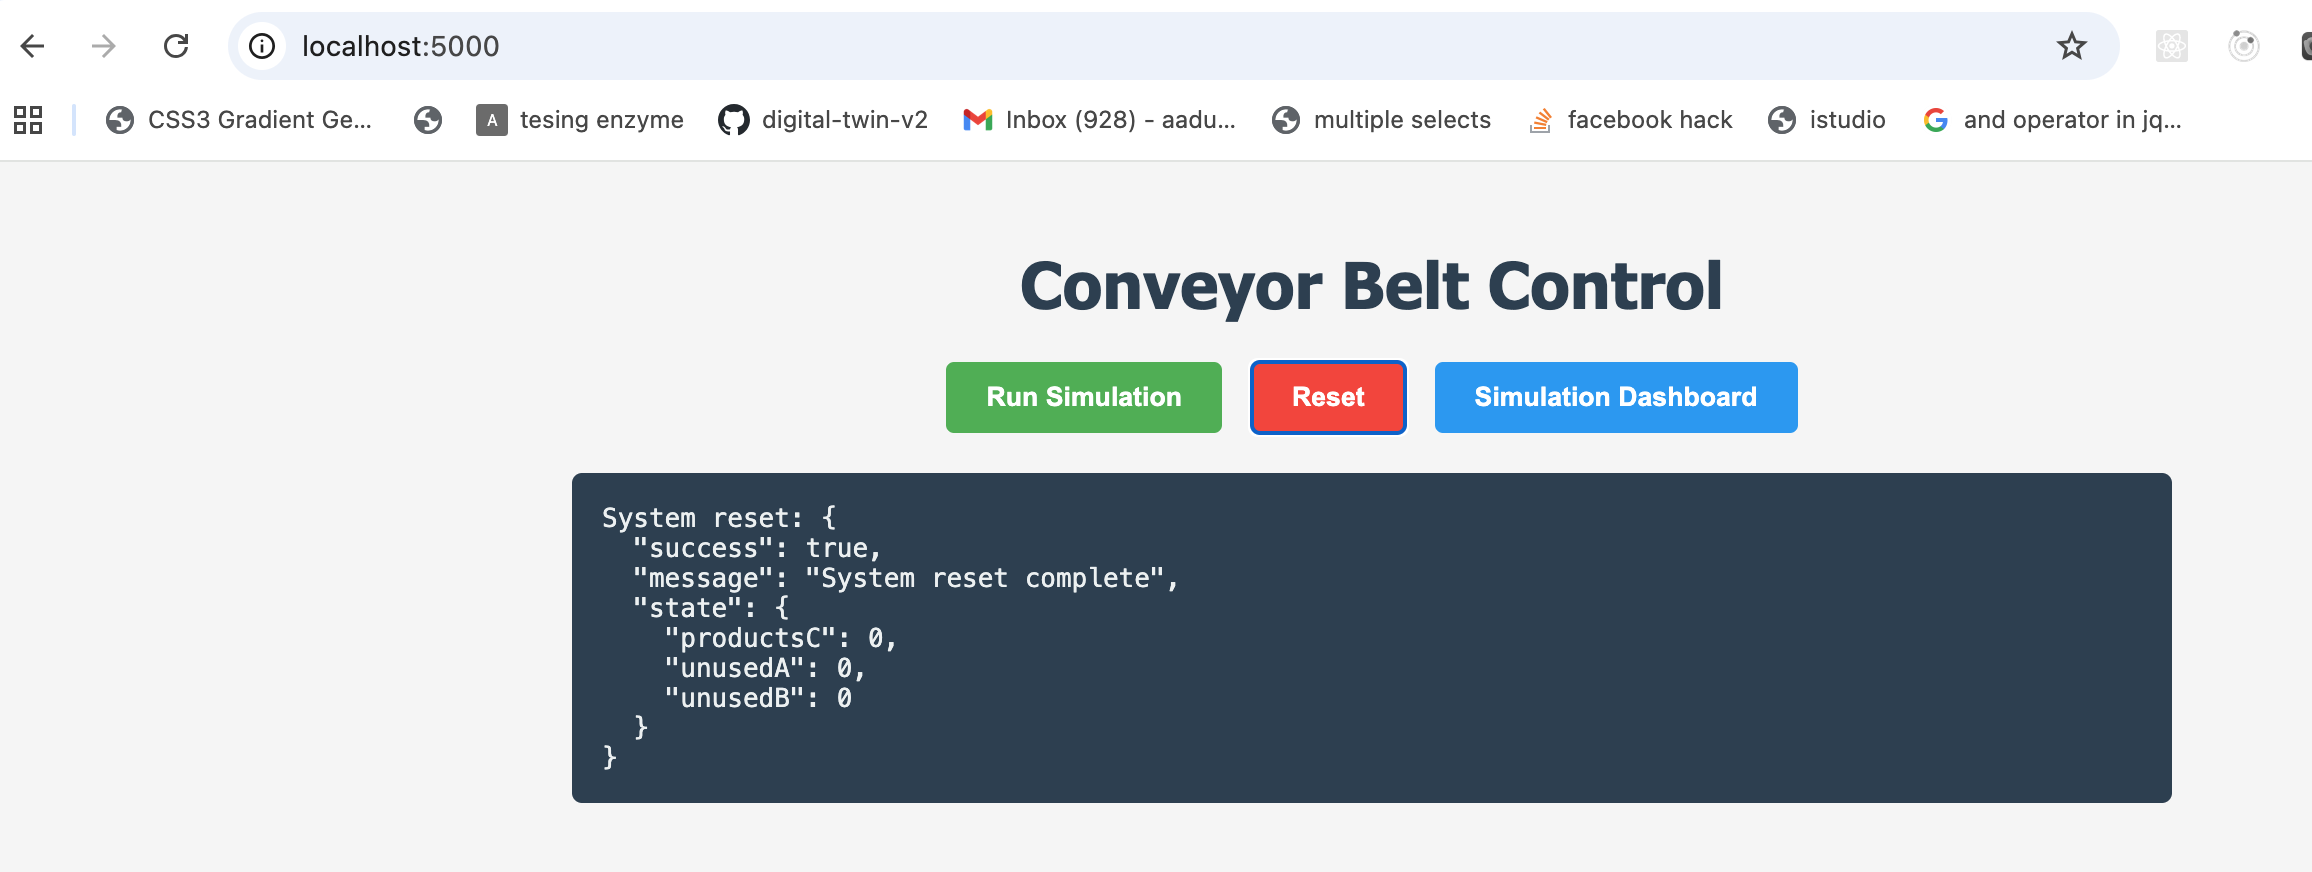 localhost:5000
CSS3 Gradient Ge... A tesing enzyme digital-twin-v2 Inbox (928) - aadu... multiple selects facebook hack istudio and operator in jq...
Conveyor Belt Control
Run Simulation Reset Simulation Dashboard
System reset: {
"success": true,
"message": "System reset complete",
"state": {
"productsC": 0,
"unusedA": 0,
"unusedB": 0
}
}